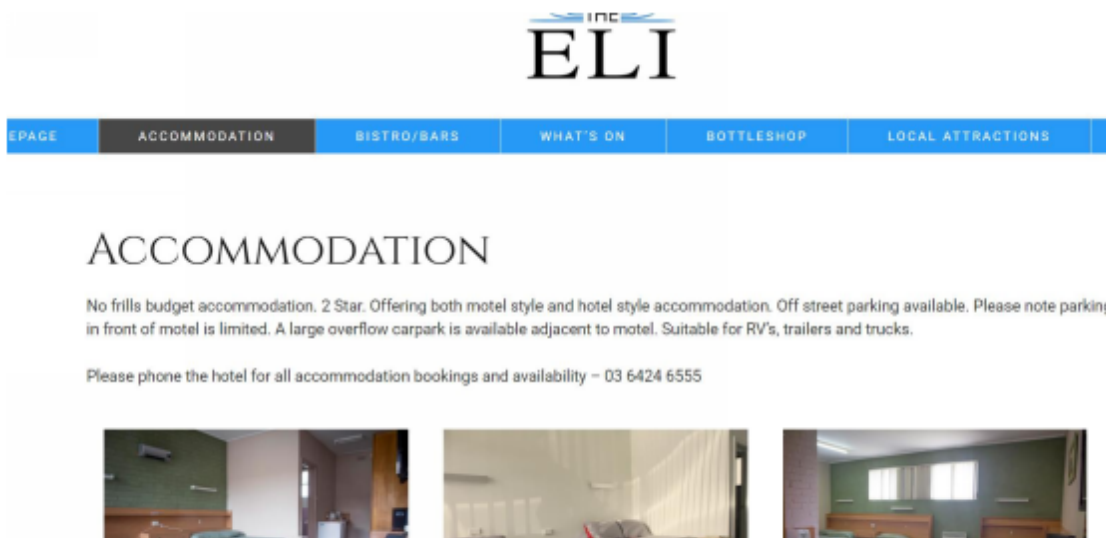 THE
ELI
EPAGE ACCOMMODATION BISTRO/BARS WHAT'S ON BOTTLESHOP LOCAL ATTRACTIONS
ACCOMMODATION
No frills budget accommodation. 2 Star. Offering both motel style and hotel style accommodation. Off street parking available. Please note parking
in front of motel is limited. A large overflow carpark is available adjacent to motel. Suitable for RV's, trailers and trucks.
Please phone the hotel for all accommodation bookings and availability – 03 6424 6555